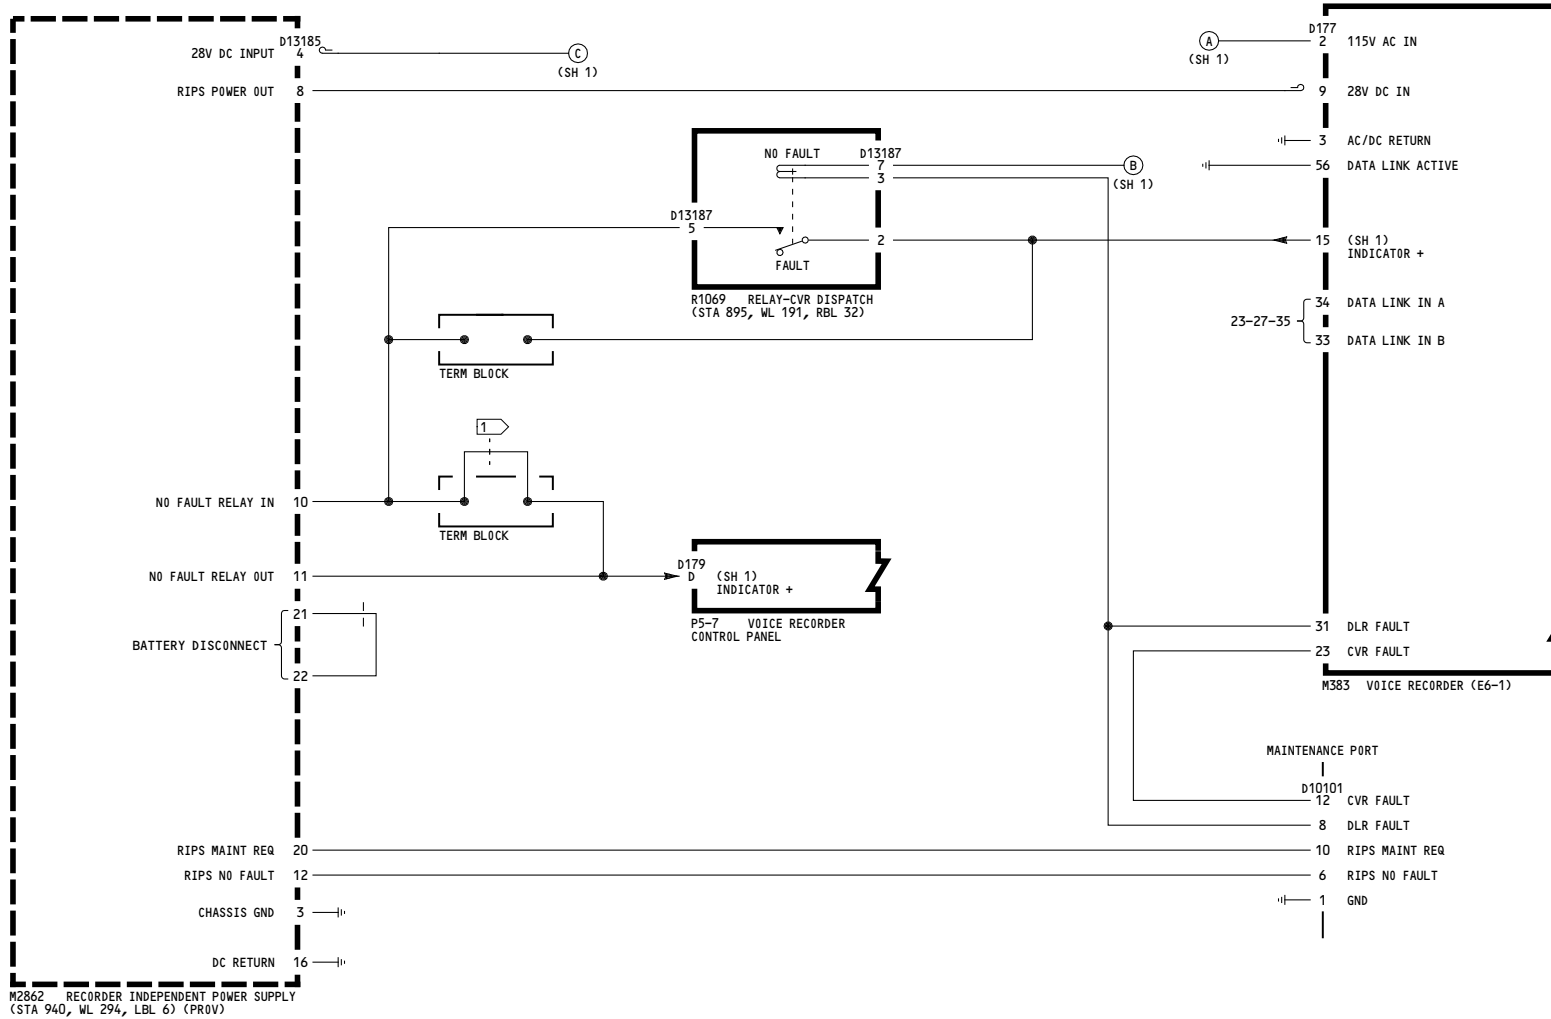 D13185
28V DC INPUT 4
C
(SH 1)
RIPS POWER OUT 8
A
(SH 1)
D177
2 115V AC IN
9 28V DC IN
3 AC/DC RETURN
56 DATA LINK ACTIVE
NO FAULT
D13187
7
3
B
(SH 1)
D13187
5
2
FAULT
R1069 RELAY-CVR DISPATCH
(STA 895, WL 191, RBL 32)
15 (SH 1)
INDICATOR +
34 DATA LINK IN A
23-27-35
33 DATA LINK IN B
TERM BLOCK
1
NO FAULT RELAY IN 10
TERM BLOCK
NO FAULT RELAY OUT 11
D179
D (SH 1)
INDICATOR +
P5-7 VOICE RECORDER
CONTROL PANEL
21
BATTERY DISCONNECT
22
31 DLR FAULT
23 CVR FAULT
M383 VOICE RECORDER (E6-1)
MAINTENANCE PORT
D10101
12 CVR FAULT
8 DLR FAULT
RIPS MAINT REQ 20
10 RIPS MAINT REQ
RIPS NO FAULT 12
6 RIPS NO FAULT
1 GND
CHASSIS GND 3
DC RETURN 16
M2862 RECORDER INDEPENDENT POWER SUPPLY
(STA 940, WL 294, LBL 6) (PROV)